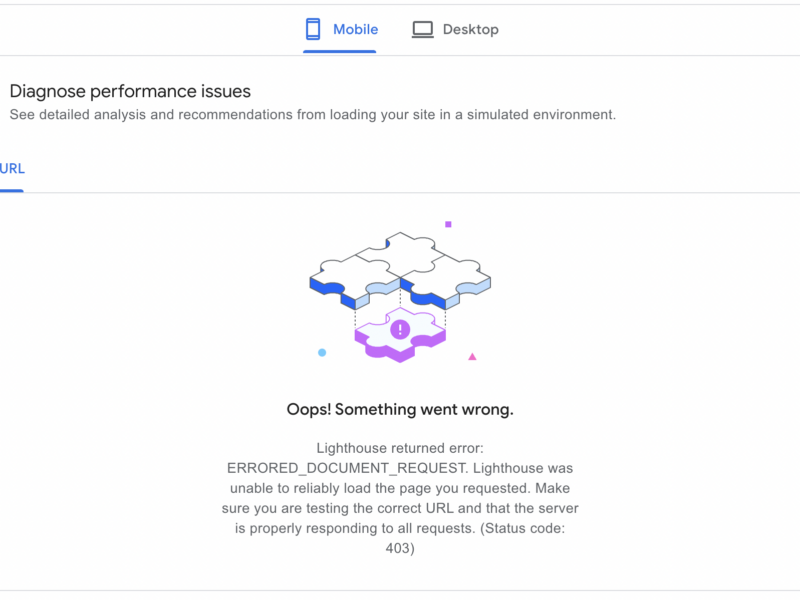 Mobile
Desktop
Diagnose performance issues
See detailed analysis and recommendations from loading your site in a simulated environment.
URL
!
Oops! Something went wrong.
Lighthouse returned error:
ERRORED_DOCUMENT_REQUEST. Lighthouse was
unable to reliably load the page you requested. Make
sure you are testing the correct URL and that the server
is properly responding to all requests. (Status code:
403)